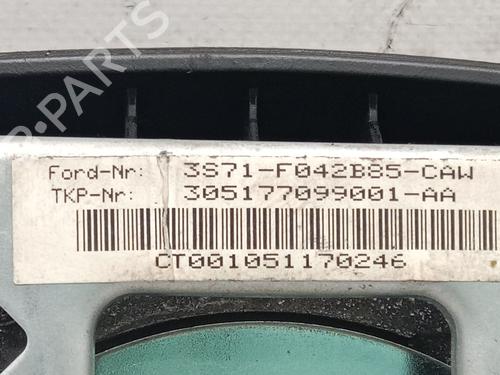 B-PARTS
Ford-Nr: 3S71-F042B85-CAW
TKP-Nr: 305177099001-AA
CT001051170246